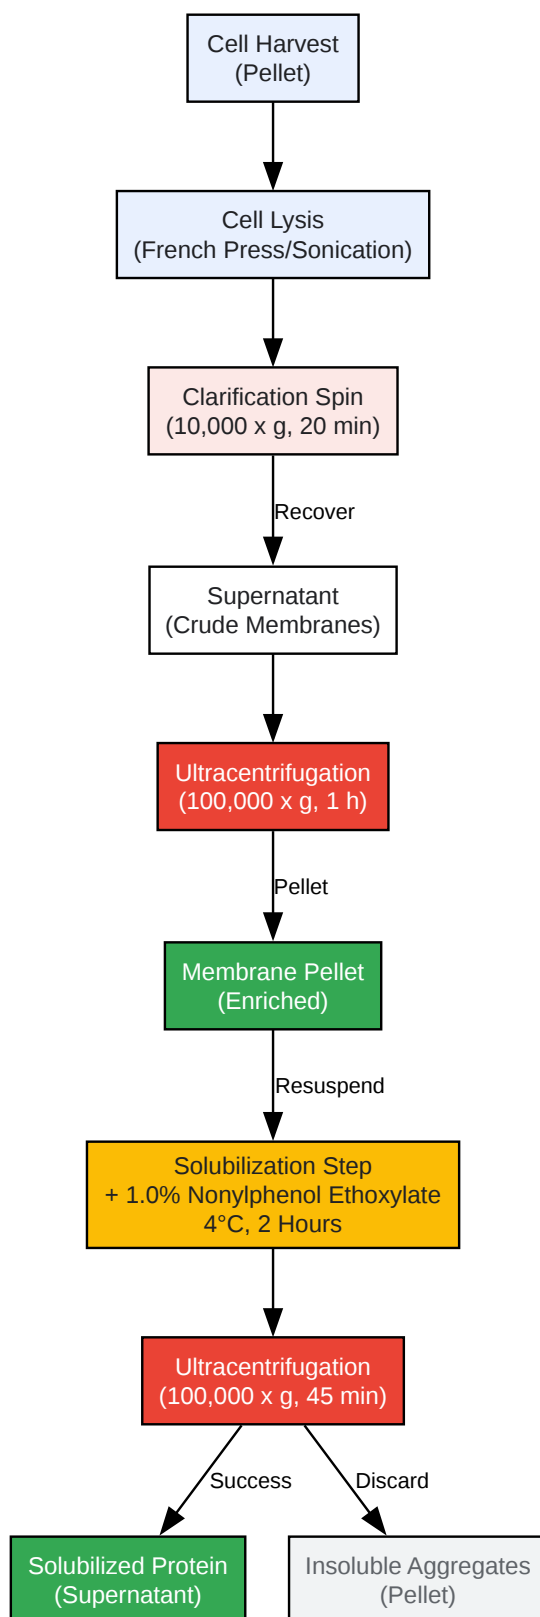 Cell Harvest
(Pellet)
Cell Lysis
(French Press/Sonication)
Clarification Spin
(10,000 x g, 20 min)
Recover
Supernatant
(Crude Membranes)
Ultracentrifugation
(100,000 x g, 1 h)
Pellet
Membrane Pellet
(Enriched)
Resuspend
Solubilization Step
+ 1.0% Nonylphenol Ethoxylate
4°C, 2 Hours
Ultracentrifugation
(100,000 x g, 45 min)
Success
Discard
Solubilized Protein
(Supernatant)
Insoluble Aggregates
(Pellet)